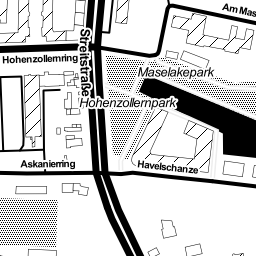 Am Mas
Hohenzollernring
Streitstraße
Maselakepark
Hohenzollernpark
Askanierring
Havelschanze